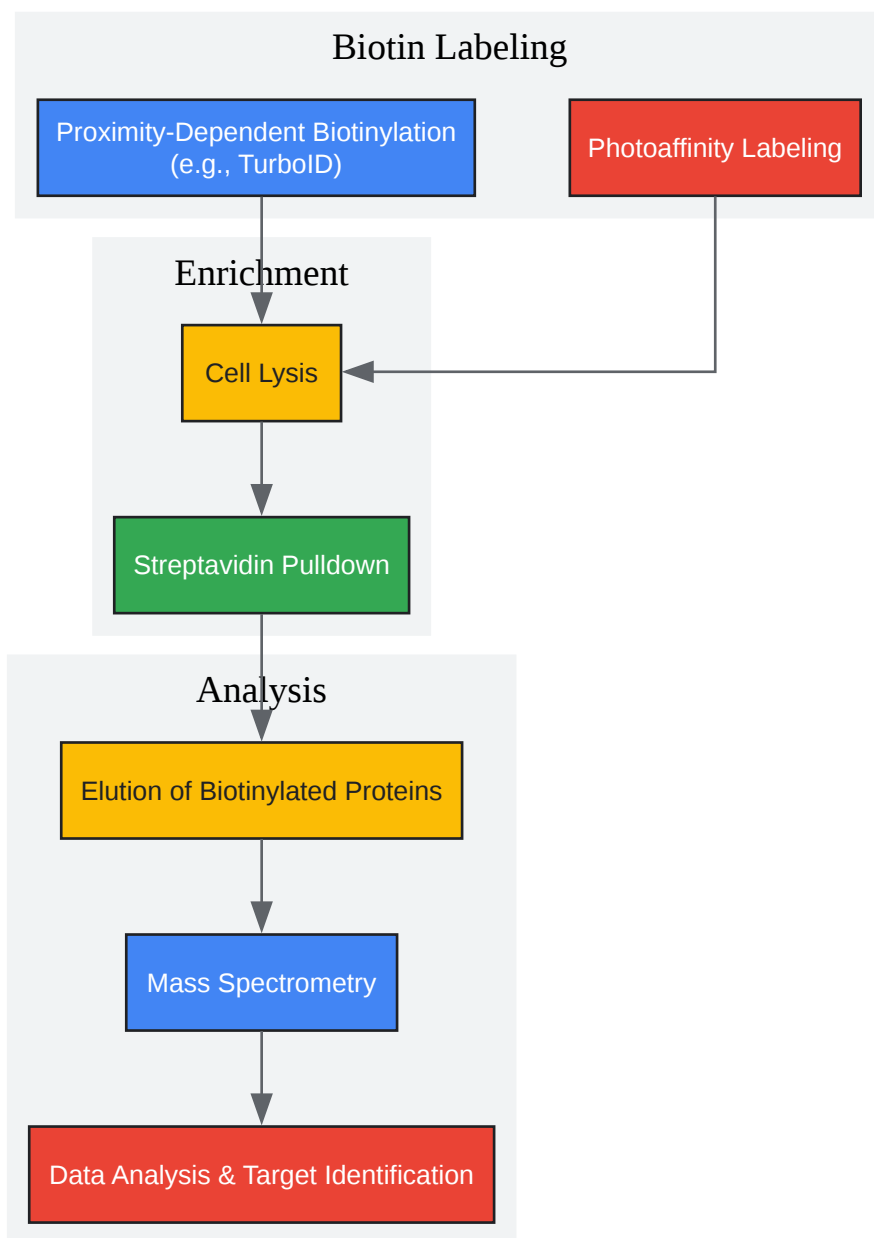 Biotin Labeling
Proximity-Dependent Biotinylation
(e.g., TurboID)
Photoaffinity Labeling
Enrichment
Cell Lysis
Streptavidin Pulldown
Analysis
Elution of Biotinylated Proteins
Mass Spectrometry
Data Analysis & Target Identification